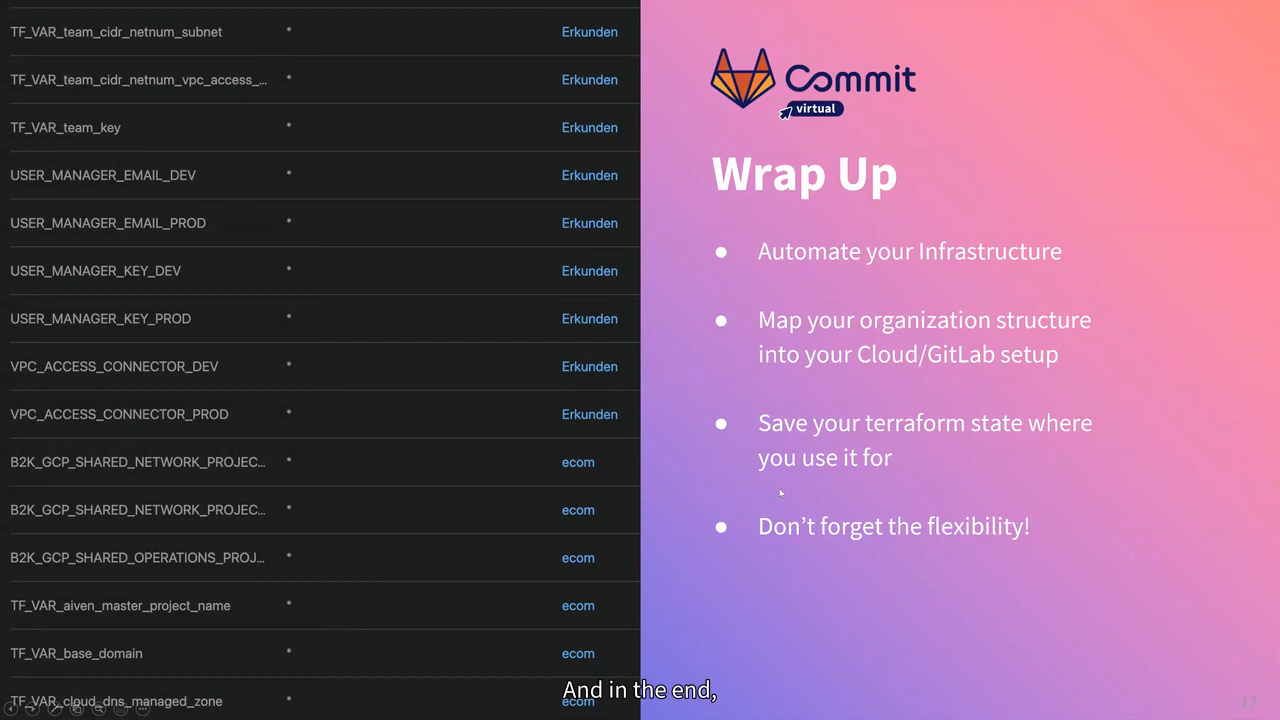 TF_VAR_team_cidr_netnum_subnet * Erkunden
TF_VAR_team_cidr_netnum_vpc_access_... * Erkunden
TF_VAR_team_key * Erkunden
USER_MANAGER_EMAIL_DEV * Erkunden
USER_MANAGER_EMAIL_PROD * Erkunden
USER_MANAGER_KEY_DEV * Erkunden
USER_MANAGER_KEY_PROD * Erkunden
VPC_ACCESS_CONNECTOR_DEV * Erkunden
VPC_ACCESS_CONNECTOR_PROD * Erkunden
B2K_GCP_SHARED_NETWORK_PROJEC... * ecom
B2K_GCP_SHARED_NETWORK_PROJEC... * ecom
B2K_GCP_SHARED_OPERATIONS_PROJ... * ecom
TF_VAR_aiven_master_project_name * ecom
TF_VAR_base_domain * ecom
TF_VAR_cloud_dns_managed_zone ecom
Commit
virtual
Wrap Up
● Automate your Infrastructure
● Map your organization structure
into your Cloud/GitLab setup
● Save your terraform state where
you use it for
● Don’t forget the flexibility!
And in the end,
17